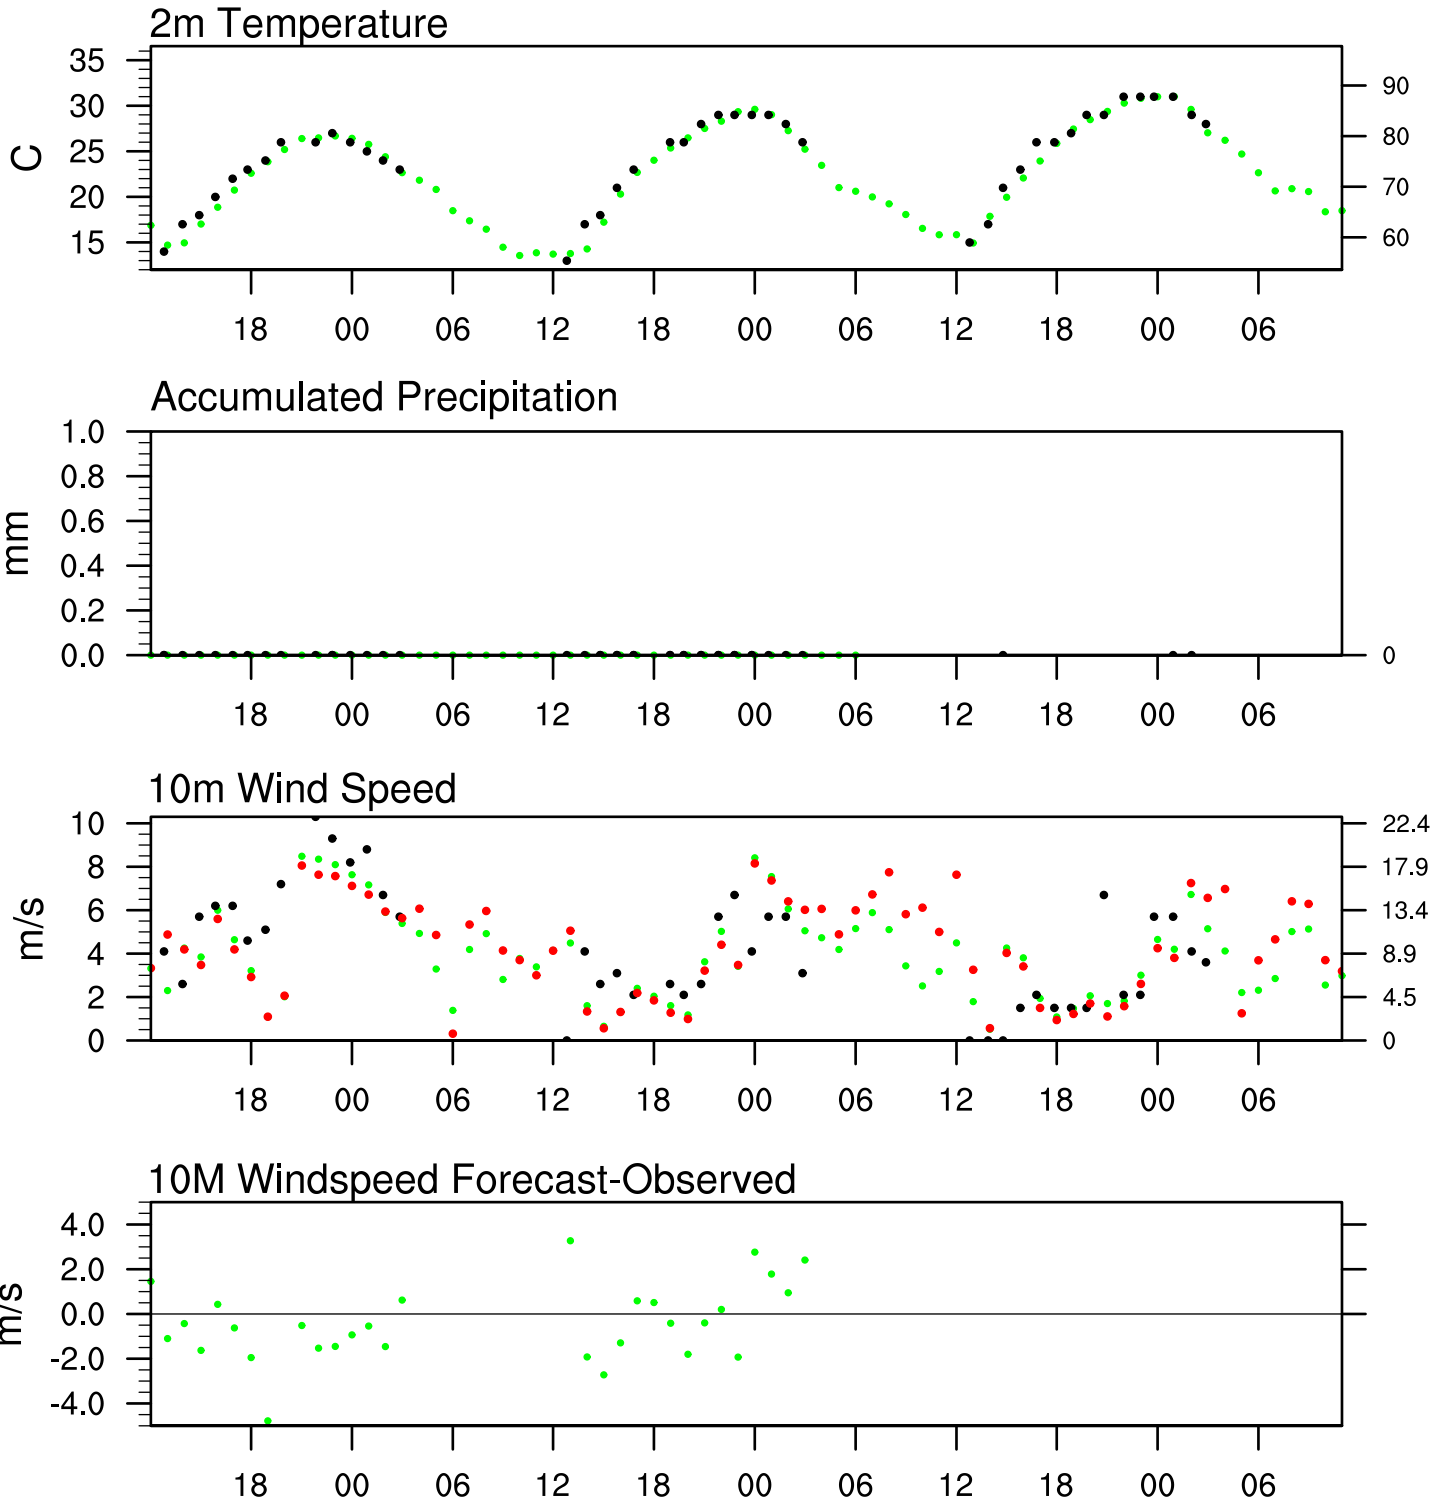 2m Temperature
35
30
25
20
15
C
90
80
70
60
18 00 06 12 18 00 06 12 18 00 06
Accumulated Precipitation
1.0
0.8
0.6
0.4
0.2
0.0
mm
0
18 00 06 12 18 00 06 12 18 00 06
10m Wind Speed
10
8
6
4
2
0
m/s
22.4
17.9
13.4
8.9
4.5
0
18 00 06 12 18 00 06 12 18 00 06
10M Windspeed Forecast-Observed
4.0
2.0
0.0
-2.0
-4.0
m/s
18 00 06 12 18 00 06 12 18 00 06